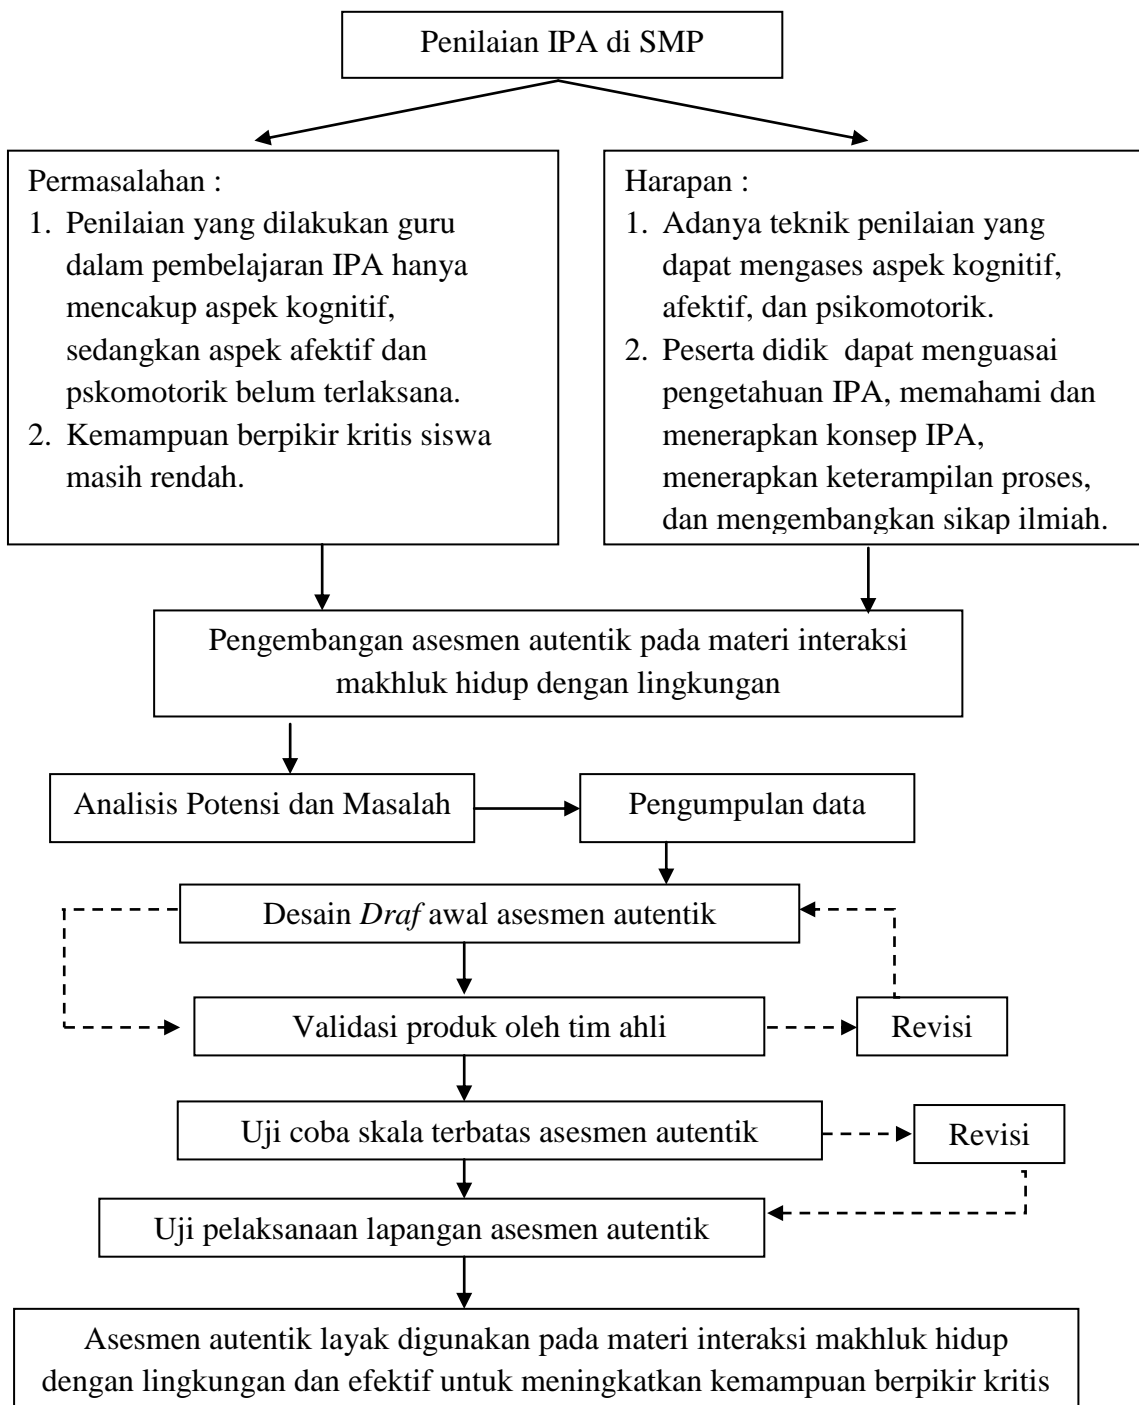 Penilaian IPA di SMP
Permasalahan :
1. Penilaian yang dilakukan guru
dalam pembelajaran IPA hanya
mencakup aspek kognitif,
sedangkan aspek afektif dan
pskomotorik belum terlaksana.
2. Kemampuan berpikir kritis siswa
masih rendah.
Harapan :
1. Adanya teknik penilaian yang
dapat mengases aspek kognitif,
afektif, dan psikomotorik.
2. Peserta didik dapat menguasai
pengetahuan IPA, memahami dan
menerapkan konsep IPA,
menerapkan keterampilan proses,
dan mengembangkan sikap ilmiah.
Pengembangan asesmen autentik pada materi interaksi
makhluk hidup dengan lingkungan
Analisis Potensi dan Masalah
Pengumpulan data
Desain Draf awal asesmen autentik
Validasi produk oleh tim ahli
Revisi
Uji coba skala terbatas asesmen autentik
Revisi
Uji pelaksanaan lapangan asesmen autentik
Asesmen autentik layak digunakan pada materi interaksi makhluk hidup
dengan lingkungan dan efektif untuk meningkatkan kemampuan berpikir kritis